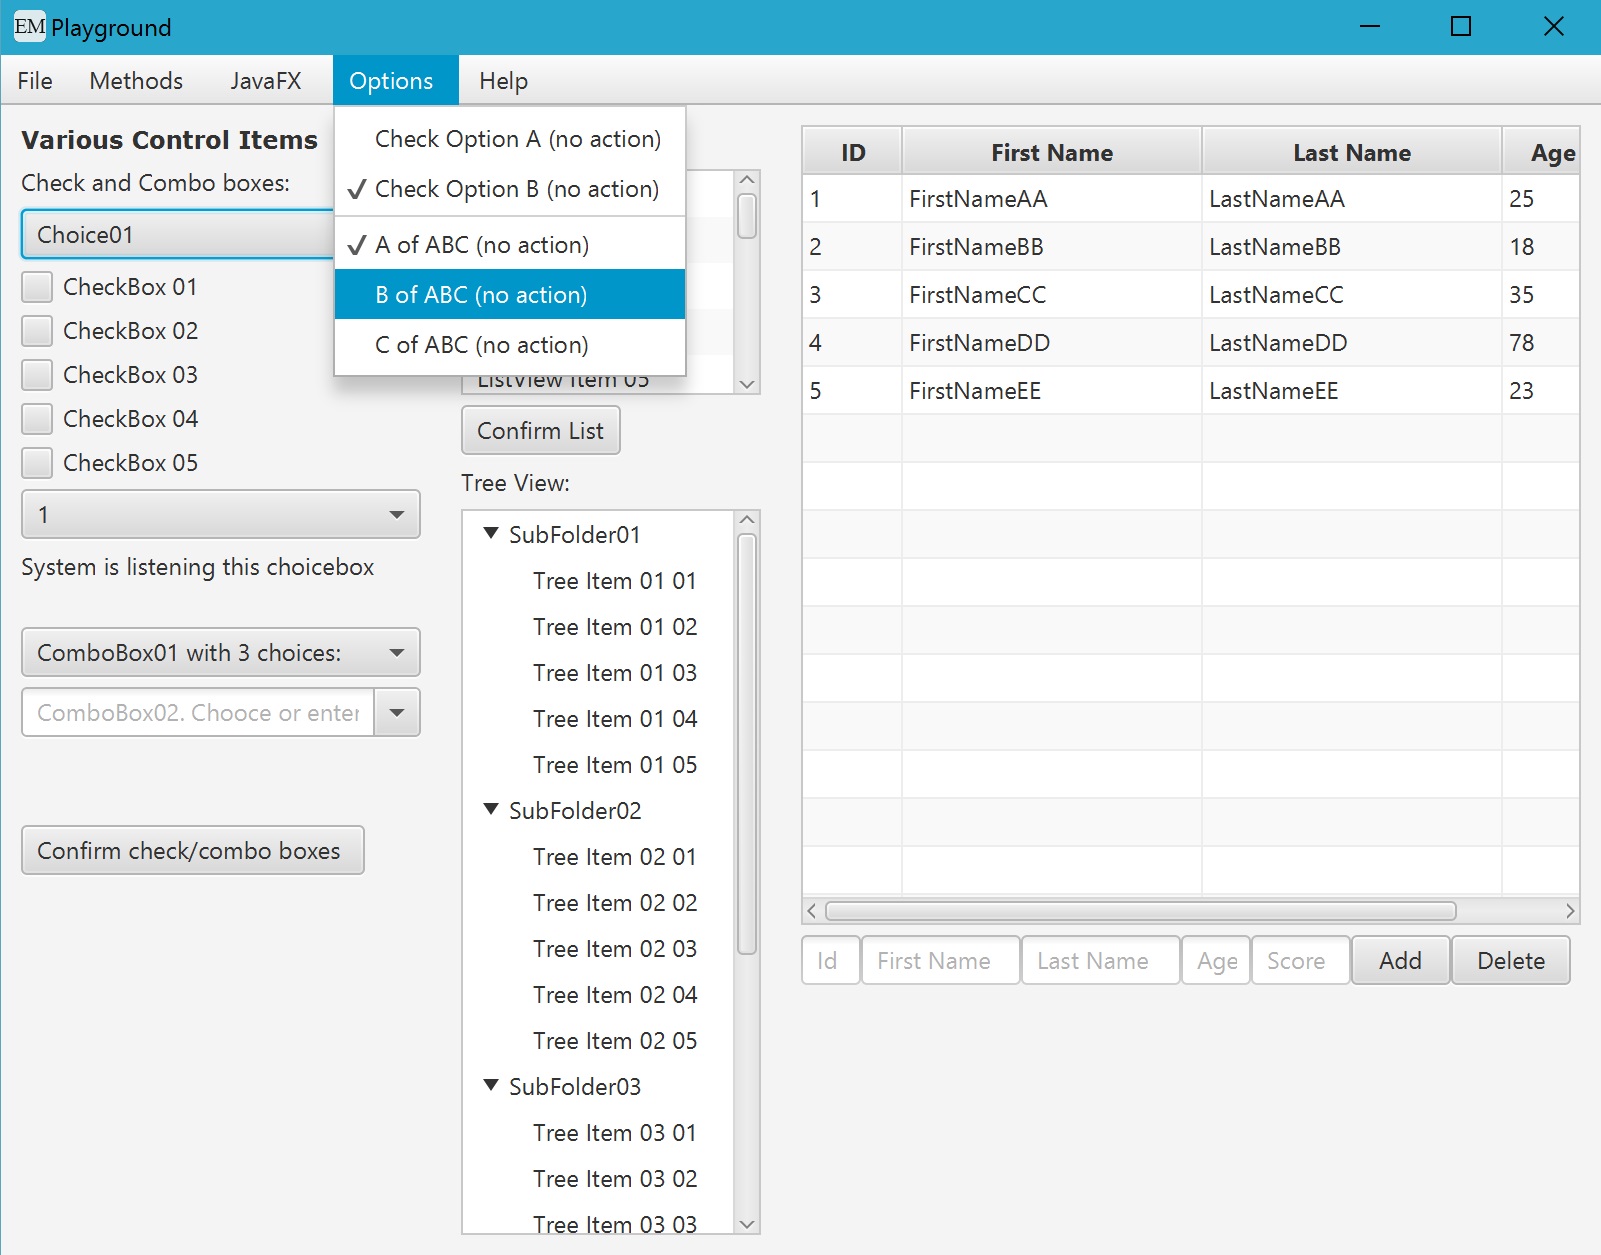 EM Playground
File Methods JavaFX Options Help
Various Control Items
Check and Combo boxes:
Choice01
CheckBox 01
CheckBox 02
CheckBox 03
CheckBox 04
CheckBox 05
1
System is listening this choicebox
ComboBox01 with 3 choices:
ComboBox02. Chooce or enter
Confirm check/combo boxes
Check Option A (no action)
Check Option B (no action)
A of ABC (no action)
B of ABC (no action)
C of ABC (no action)
ListView Item 05
Confirm List
Tree View:
SubFolder01
Tree Item 01 01
Tree Item 01 02
Tree Item 01 03
Tree Item 01 04
Tree Item 01 05
SubFolder02
Tree Item 02 01
Tree Item 02 02
Tree Item 02 03
Tree Item 02 04
Tree Item 02 05
SubFolder03
Tree Item 03 01
Tree Item 03 02
Tree Item 03 03
ID First Name Last Name Age
1 FirstNameAA LastNameAA 25
2 FirstNameBB LastNameBB 18
3 FirstNameCC LastNameCC 35
4 FirstNameDD LastNameDD 78
5 FirstNameEE LastNameEE 23
Id First Name Last Name Age Score Add Delete